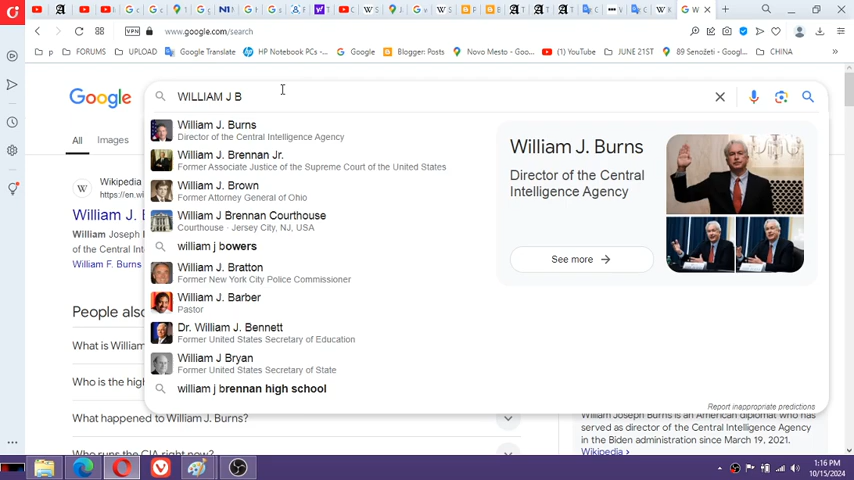 www.google.com/search
VPN
p
FORUMS
UPLOAD
Google Translate
HP Notebook PCs -...
Google
Blogger: Posts
Novo Mesto - Goo...
(1) YouTube
JUNE 21ST
89 Senožeti - Goog...
CHINA
Google
WILLIAM J B
All
Images
William J. Burns
Director of the Central Intelligence Agency
William J. Brennan Jr.
Former Associate Justice of the Supreme Court of the United States
William J. Brown
Former Attorney General of Ohio
William J Brennan Courthouse
Courthouse · Jersey City, NJ, USA
william j bowers
William J. Bratton
Former New York City Police Commissioner
William J. Barber
Pastor
Dr. William J. Bennett
Former United States Secretary of Education
William J Bryan
Former United States Secretary of State
william j brennan high school
William J. Burns
Director of the Central
Intelligence Agency
See more
Report inappropriate predictions
Wikipedia
https://en.wi
William J. B
William Joseph
of the Central Int
William F. Burns
People also
What is William
Who is the high
What happened to William J. Burns?
Who runs the CIA right now?
William Joseph Burns is an American diplomat who
served as director of the Central Intelligence Agency
in the Biden administration since March 19, 2021.
Wikipedia
1:16 PM
10/15/2024